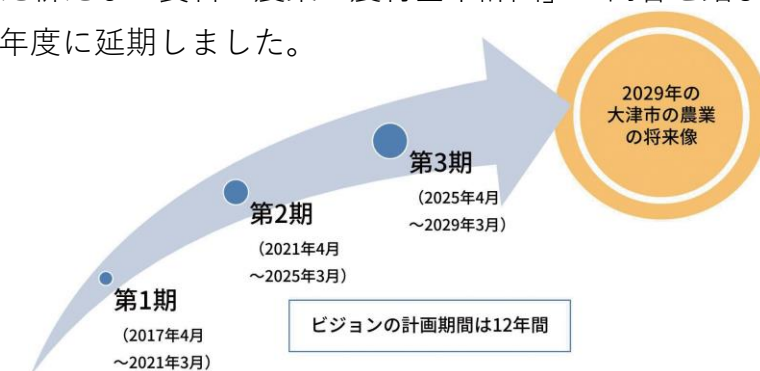 年度に延期しました。
2029年の
大津市の農業
の将来像
第3期
（2025年4月
～2029年3月）
第2期
（2021年4月
～2025年3月）
第1期
（2017年4月
～2021年3月）
ビジョンの計画期間は12年間